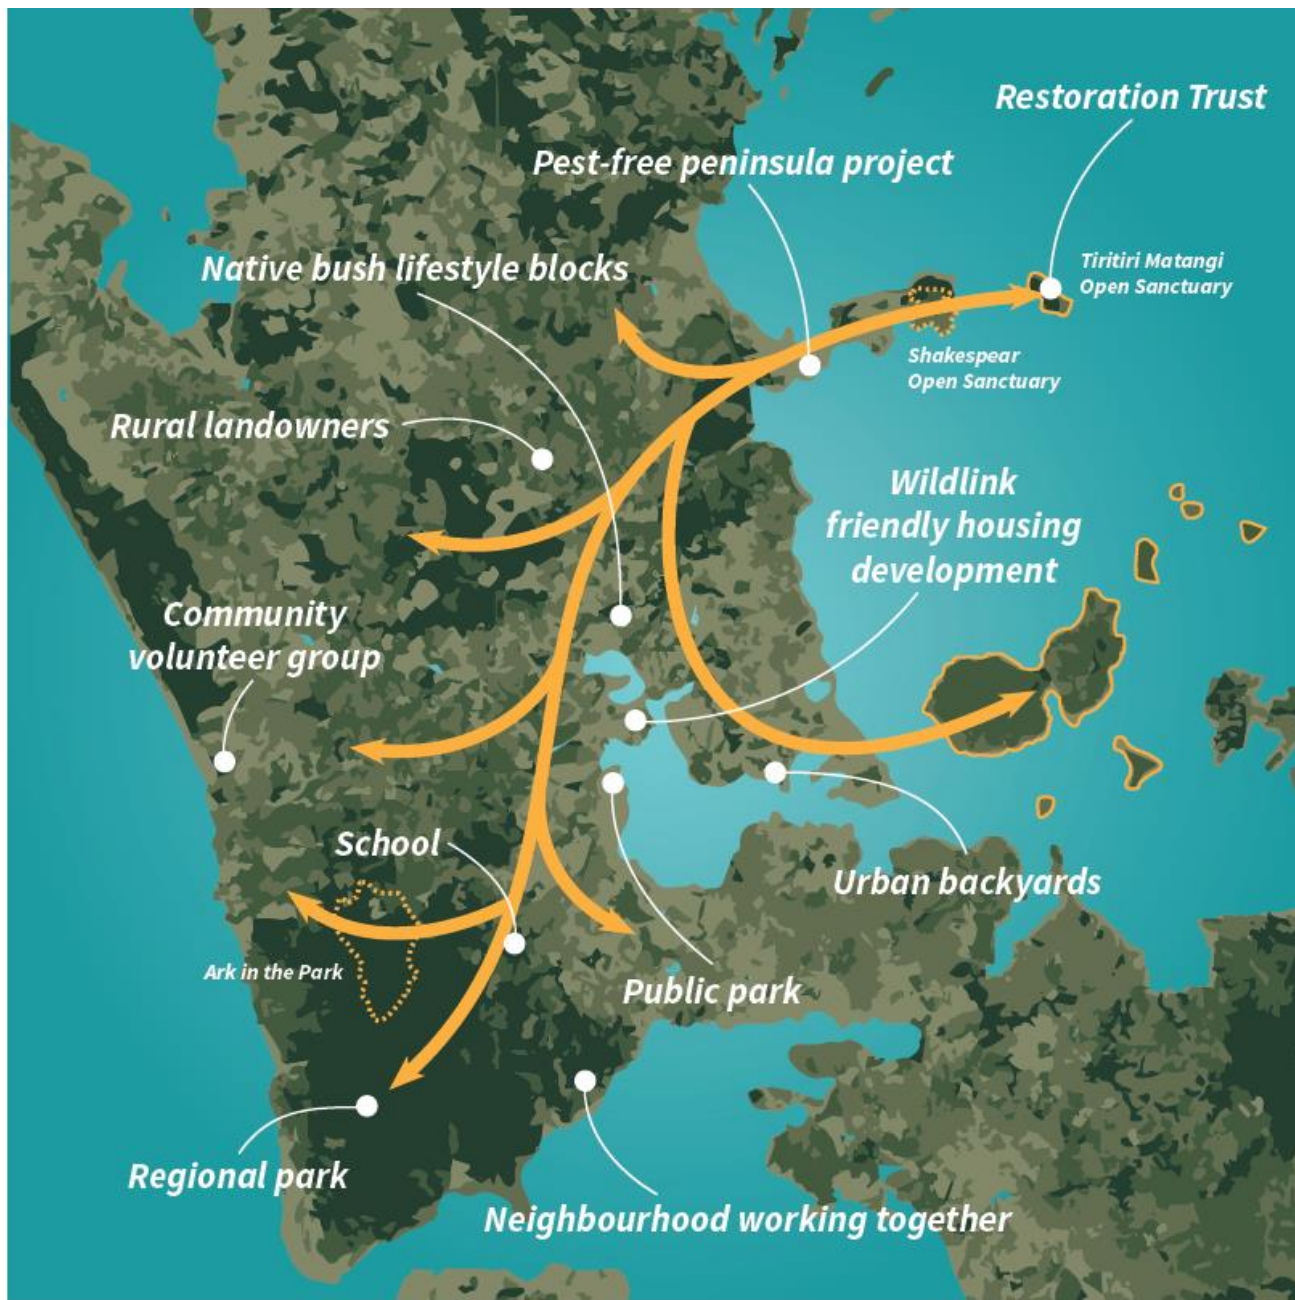 Restoration Trust
Pest-free peninsula project
Native bush lifestyle blocks
Tiritiri Matangi
Open Sanctuary
Shakespear
Open Sanctuary
Rural landowners
Wildlink
friendly housing
development
Community
volunteer group
School
Urban backyards
Ark in the Park
Public park
Regional park
Neighbourhood working together